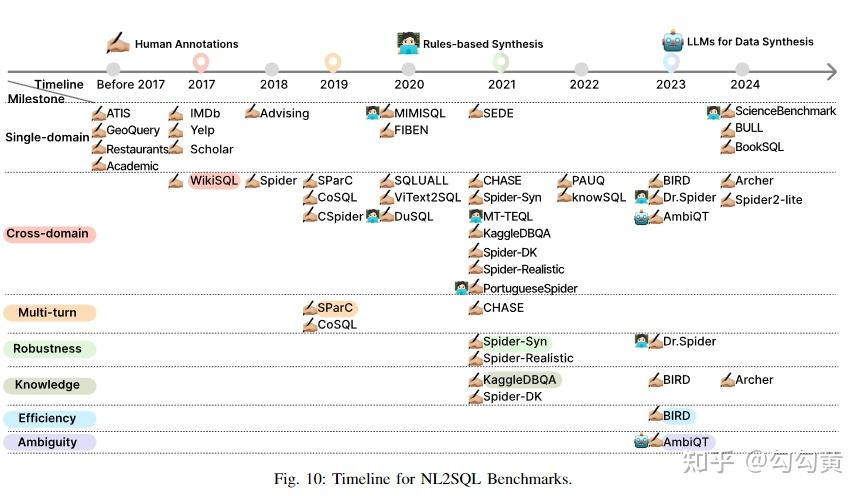 Human Annotations
Rules-based Synthesis
LLMs for Data Synthesis
Timeline
Before 2017
2017
2018
2019
2020
2021
2022
2023
2024
Milestone
Single-domain
ATIS
GeoQuery
Restaurants
Academic
IMDb
Yelp
Scholar
Advising
MIMISQL
FIBEN
SEDE
ScienceBenchmark
BULL
BookSQL
Cross-domain
WikiSQL
Spider
SParC
CoSQL
CSpider
SQLUALL
ViText2SQL
DuSQL
CHASE
Spider-Syn
MT-TEQL
KaggleDBQA
Spider-DK
Spider-Realistic
PortugueseSpider
PAUQ
knowSQL
BIRD
Dr.Spider
AmbiQT
Archer
Spider2-lite
Multi-turn
SParC
CoSQL
CHASE
Robustness
Spider-Syn
Spider-Realistic
Dr.Spider
Knowledge
KaggleDBQA
Spider-DK
BIRD
Archer
Efficiency
BIRD
Ambiguity
AmbiQT
知乎 @勾勾黄
Fig. 10: Timeline for NL2SQL Benchmarks.